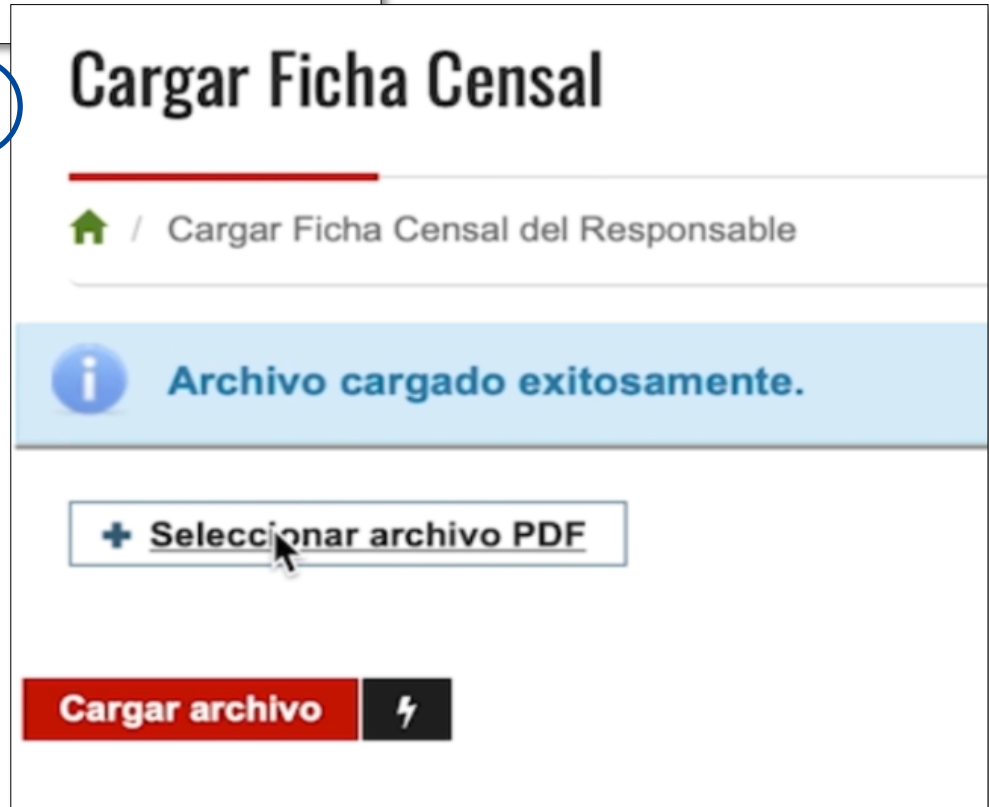 Cargar Ficha Censal
/ Cargar Ficha Censal del Responsable
Archivo cargado exitosamente.
Seleccionar archivo PDF
Cargar archivo